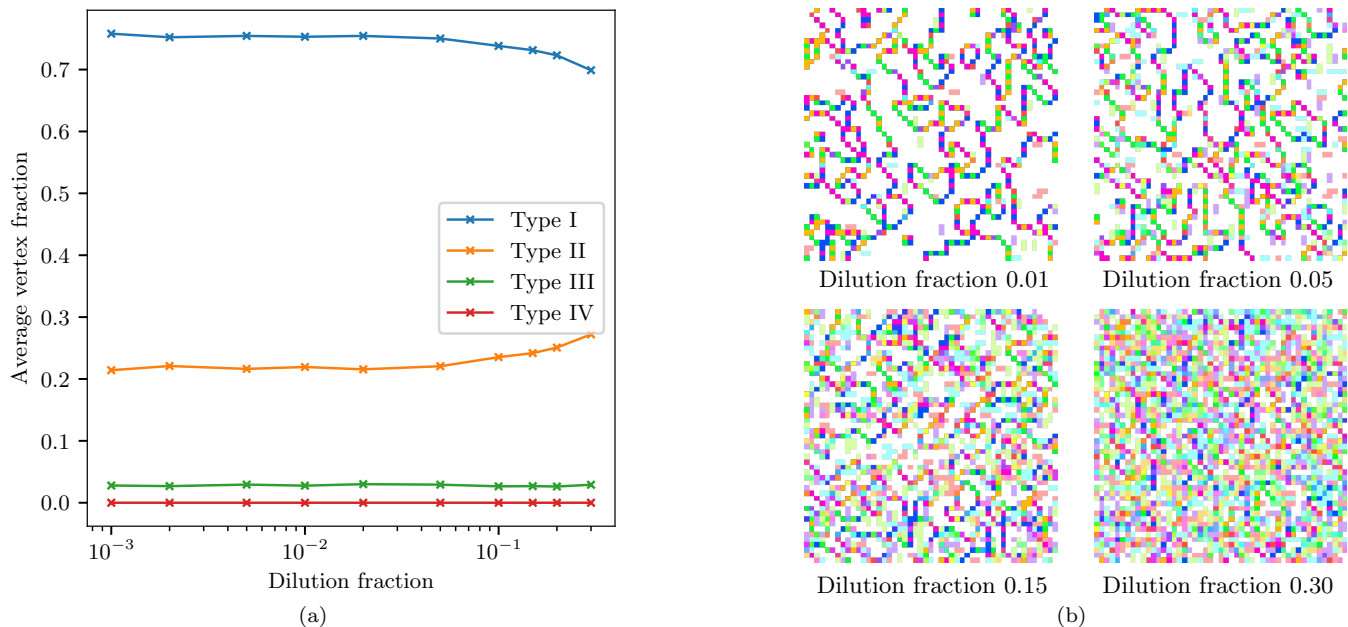 0.7
0.6
0.5
0.4
0.3
0.2
0.1
0.0
Average vertex fraction
Type I
Type II
Type III
Type IV
10⁻³
10⁻²
10⁻¹
Dilution fraction
(a)
Dilution fraction 0.01
Dilution fraction 0.05
Dilution fraction 0.15
Dilution fraction 0.30
(b)